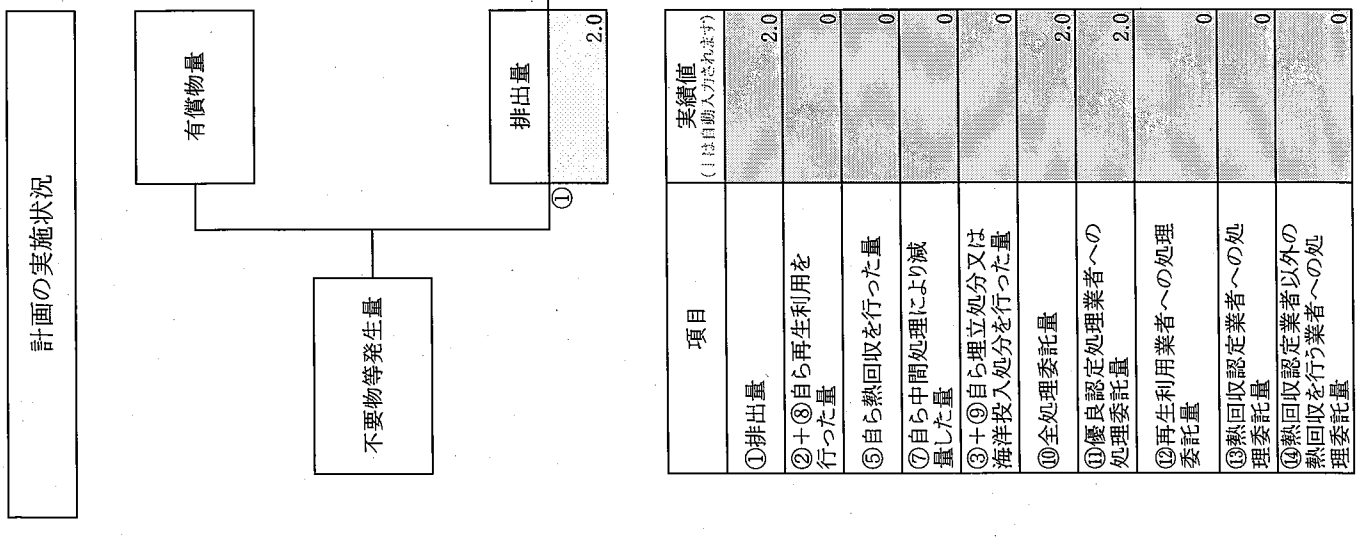 計画の実施状況
有償物量
不要物等発生量
排出量
①
2.0
項目
実績値
(↓は自動入力されます)
①排出量
2.0
②+⑧自ら再生利用を
行った量
0
⑤自ら熱回収を行った量
0
⑦自ら中間処理により減
量した量
0
③+⑨自ら埋立処分又は
海洋投入処分を行った量
0
⑩全処理委託量
2.0
⑪優良認定処理業者への
処理委託量
2.0
⑫再生利用業者への処理
委託量
0
⑬熱回収認定業者への処
理委託量
0
⑭熱回収認定業者以外の
熱回収を行う業者への処
理委託量
0